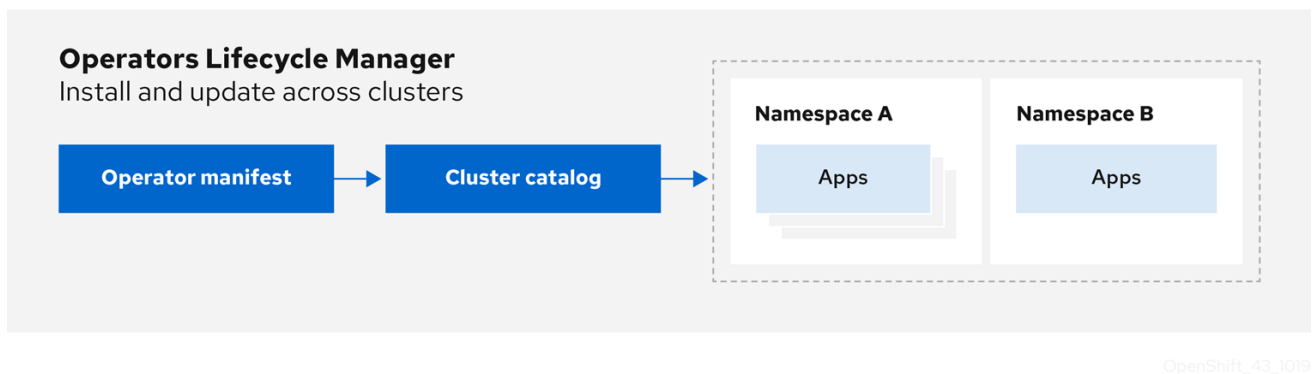 Operators Lifecycle Manager
Install and update across clusters
Operator manifest
Cluster catalog
Namespace A
Apps
Namespace B
Apps
OpenShift_43_1019